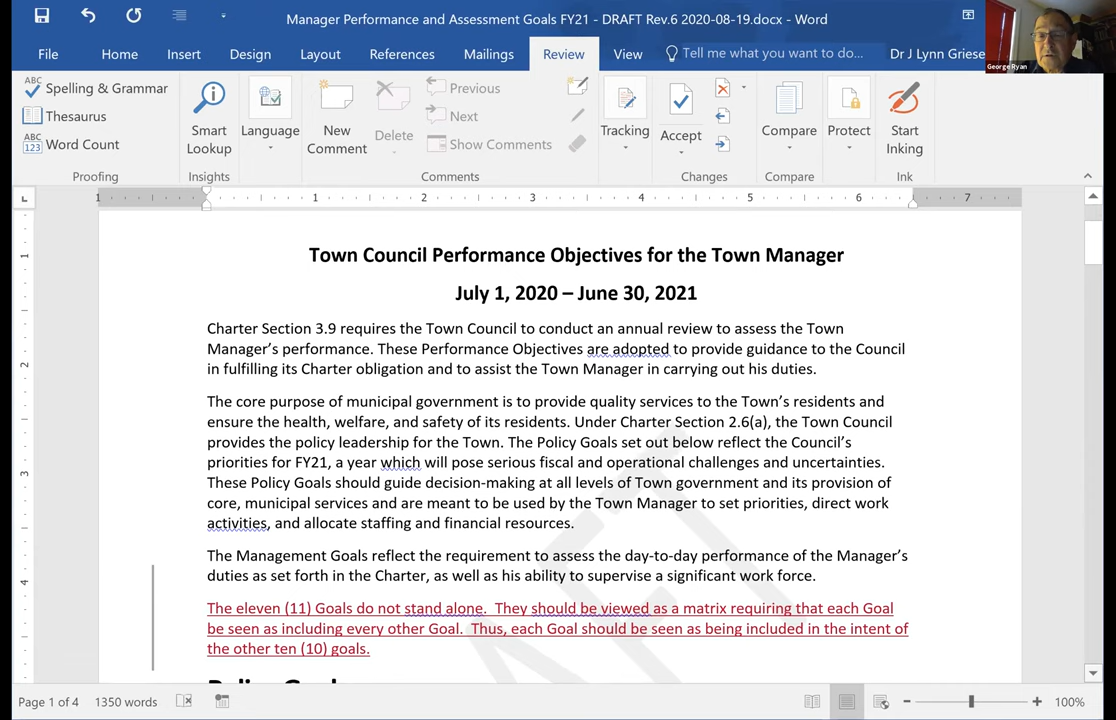 Manager Performance and Assessment Goals FY21 - DRAFT Rev.6 2020-08-19.docx - Word
File Home Insert Design Layout References Mailings Review View Tell me what you want to do... Dr J Lynn Griese
George Ryan
ABC Spelling & Grammar
Thesaurus
ABC 123 Word Count
Proofing
Smart Lookup
Insights
Language
New Comment
Delete
Previous
Next
Show Comments
Comments
Tracking
Accept
Changes
Compare
Compare
Protect
Start Inking
Ink
1 1 2 3 4 5 6 7
1
2
3
4
Town Council Performance Objectives for the Town Manager
July 1, 2020 – June 30, 2021
Charter Section 3.9 requires the Town Council to conduct an annual review to assess the Town
Manager's performance. These Performance Objectives are adopted to provide guidance to the Council
in fulfilling its Charter obligation and to assist the Town Manager in carrying out his duties.
The core purpose of municipal government is to provide quality services to the Town's residents and
ensure the health, welfare, and safety of its residents. Under Charter Section 2.6(a), the Town Council
provides the policy leadership for the Town. The Policy Goals set out below reflect the Council's
priorities for FY21, a year which will pose serious fiscal and operational challenges and uncertainties.
These Policy Goals should guide decision-making at all levels of Town government and its provision of
core, municipal services and are meant to be used by the Town Manager to set priorities, direct work
activities, and allocate staffing and financial resources.
The Management Goals reflect the requirement to assess the day-to-day performance of the Manager's
duties as set forth in the Charter, as well as his ability to supervise a significant work force.
The eleven (11) Goals do not stand alone.  They should be viewed as a matrix requiring that each Goal
be seen as including every other Goal.  Thus, each Goal should be seen as being included in the intent of
the other ten (10) goals.
Page 1 of 4 1350 words 100%